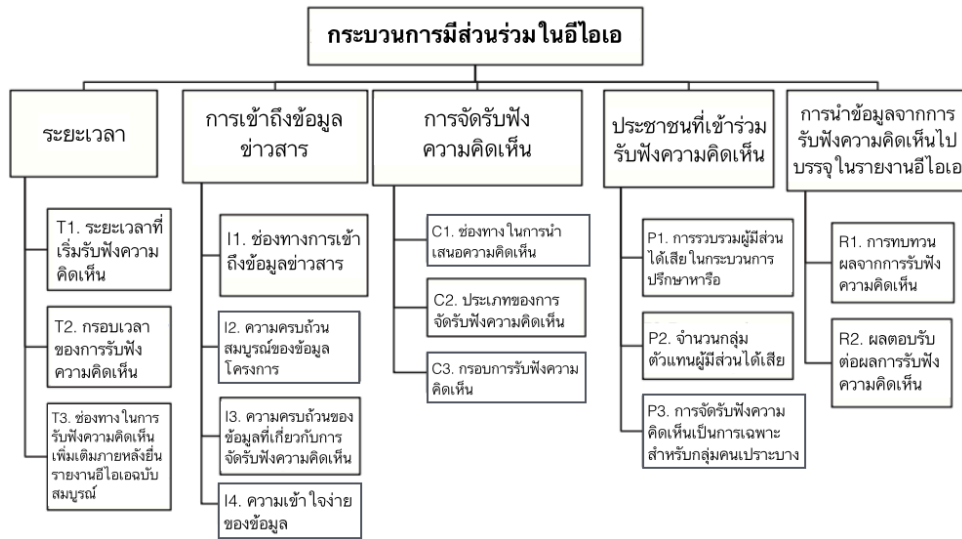 กระบวนการมีส่วนร่วมในอีไอเอ
ระยะเวลา
T1. ระยะเวลาที่
เริ่มรับฟังความ
คิดเห็น
T2. กรอบเวลา
ของการรับฟัง
ความคิดเห็น
T3. ช่องทางในการ
รับฟังความคิดเห็น
เพิ่มเติมภายหลังยื่น
รายงานอีไอเอฉบับ
สมบูรณ์
การเข้าถึงข้อมูล
ข่าวสาร
I1. ช่องทางการเข้า
ถึงข้อมูลข่าวสาร
I2. ความครบถ้วน
สมบูรณ์ของข้อมูล
โครงการ
I3. ความครบถ้วนของ
ข้อมูลที่เกี่ยวกับการ
จัดรับฟังความคิดเห็น
I4. ความเข้าใจง่าย
ของข้อมูล
การจัดรับฟัง
ความคิดเห็น
C1. ช่องทางในการนำ
เสนอความคิดเห็น
C2. ประเภทของการ
จัดรับฟังความคิดเห็น
C3. กรอบการรับฟังความ
คิดเห็น
ประชาชนที่เข้าร่วม
รับฟังความคิดเห็น
P1. การรวบรวมผู้มีส่วน
ได้เสียในกระบวนการ
ปรึกษาหารือ
P2. จำนวนกลุ่ม
ตัวแทนผู้มีส่วนได้เสีย
P3. การจัดรับฟังความ
คิดเห็นเป็นการเฉพาะ
สำหรับกลุ่มคนเปราะบาง
การนำข้อมูลจากการ
รับฟังความคิดเห็นไป
บรรจุในรายงานอีไอเอ
R1. การทบทวน
ผลจากการรับฟัง
ความคิดเห็น
R2. ผลตอบรับ
ต่อผลการรับฟัง
ความคิดเห็น